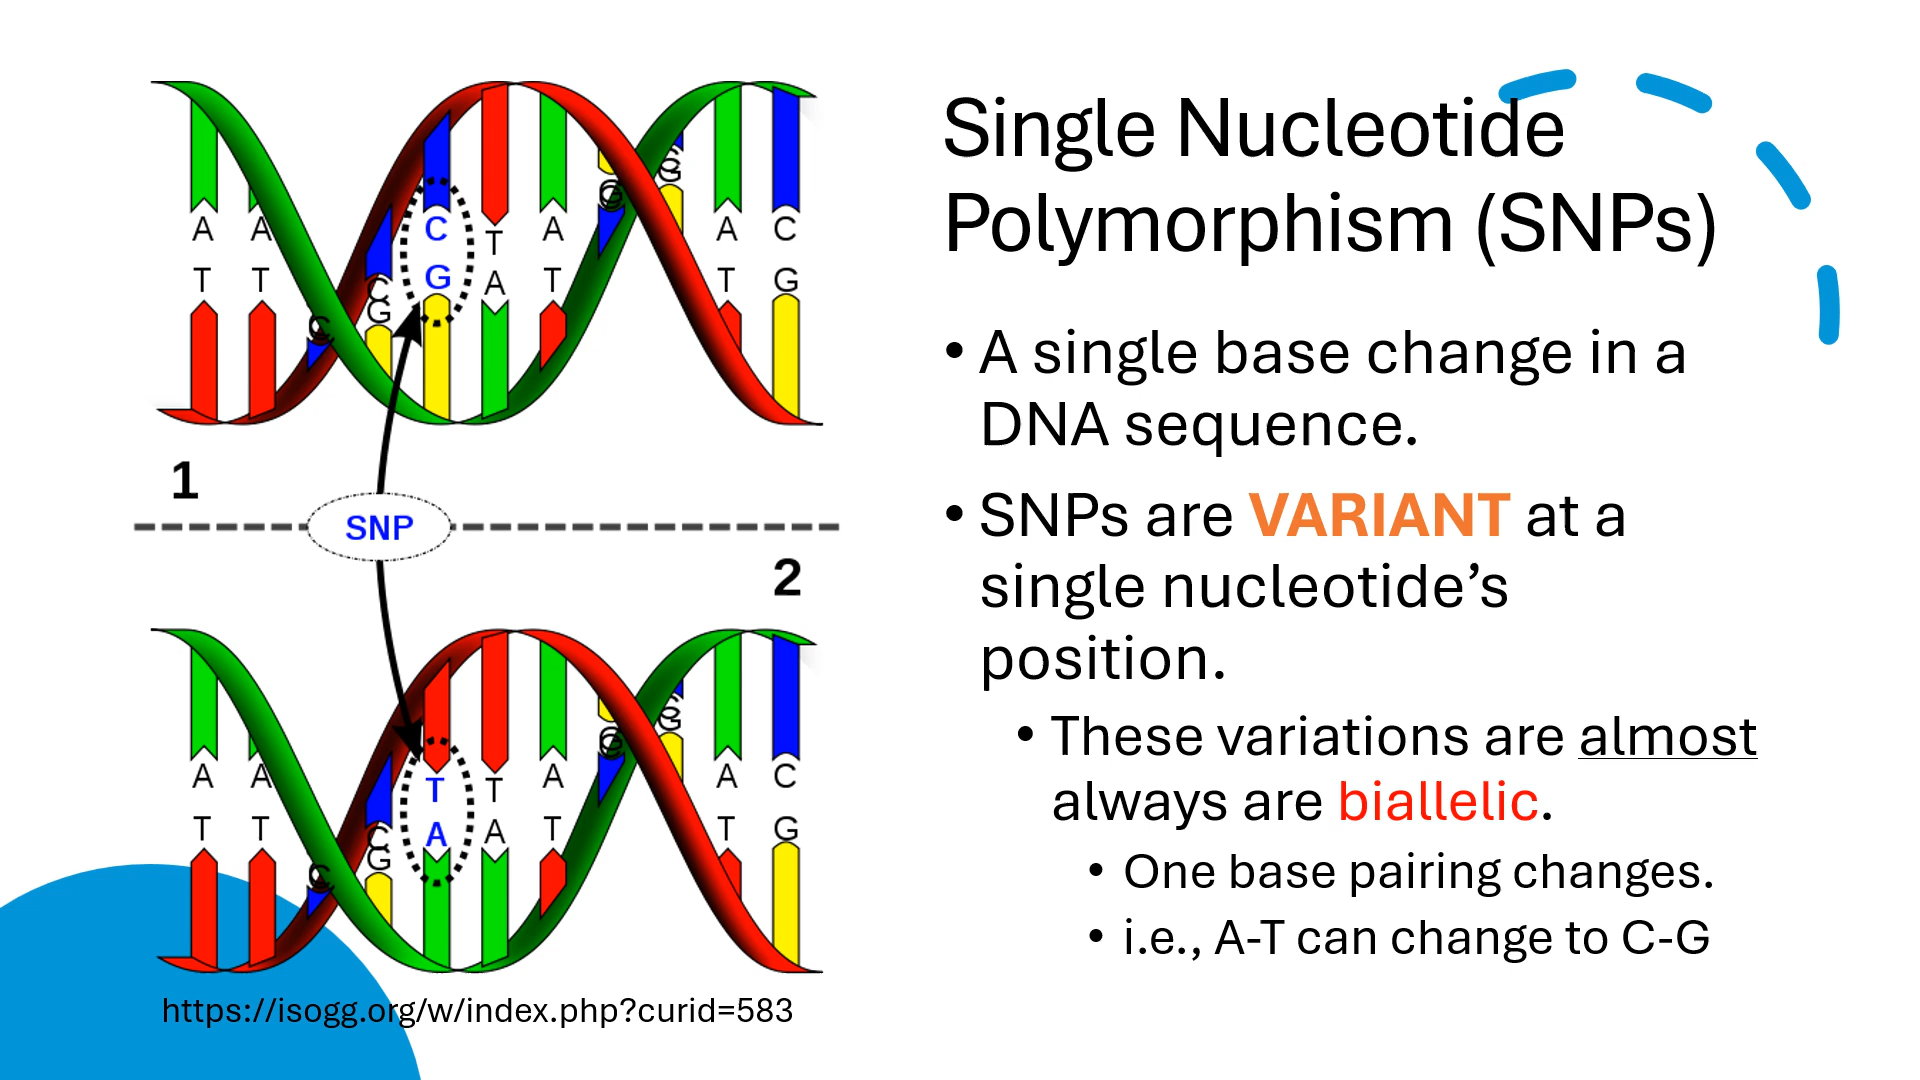 Single Nucleotide
Polymorphism (SNPs)
• A single base change in a
DNA sequence.
• SNPs are VARIANT at a
single nucleotide’s
position.
• These variations are almost
always are biallelic.
• One base pairing changes.
• i.e., A-T can change to C-G
A A C C T A G G A C
T T C G G A T T G
1
SNP
2
A A C T T A G G A C
T T C G A A T T G
https://isogg.org/w/index.php?curid=583